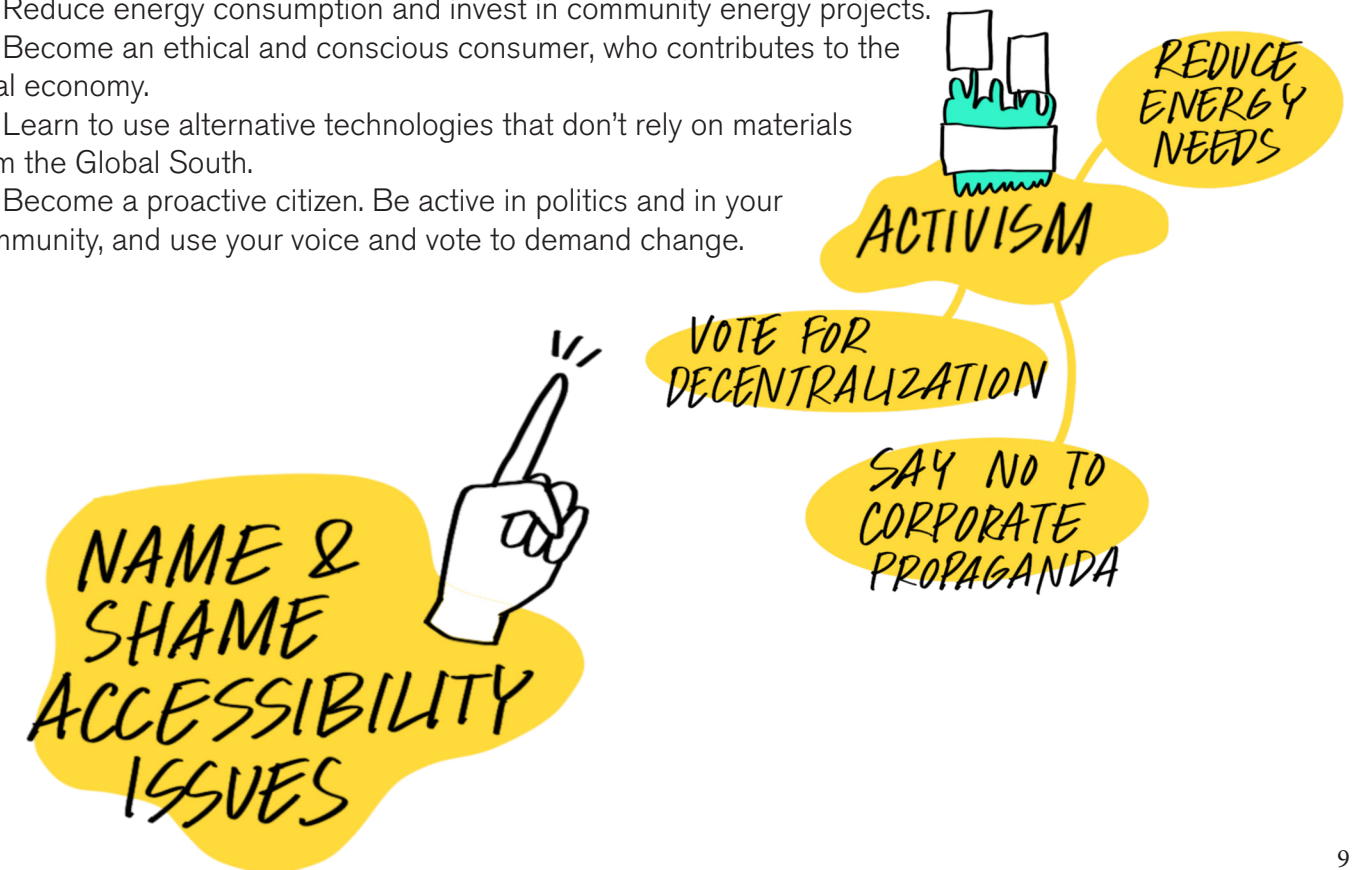 Reduce energy consumption and invest in community energy projects.
Become an ethical and conscious consumer, who contributes to the
al economy.
Learn to use alternative technologies that don’t rely on materials
m the Global South.
Become a proactive citizen. Be active in politics and in your
mmunity, and use your voice and vote to demand change.
REDUCE
ENERGY
NEEDS
ACTIVISM
VOTE FOR
DECENTRALIZATION
SAY NO TO
CORPORATE
PROPAGANDA
NAME &
SHAME
ACCESSIBILITY
ISSUES
9